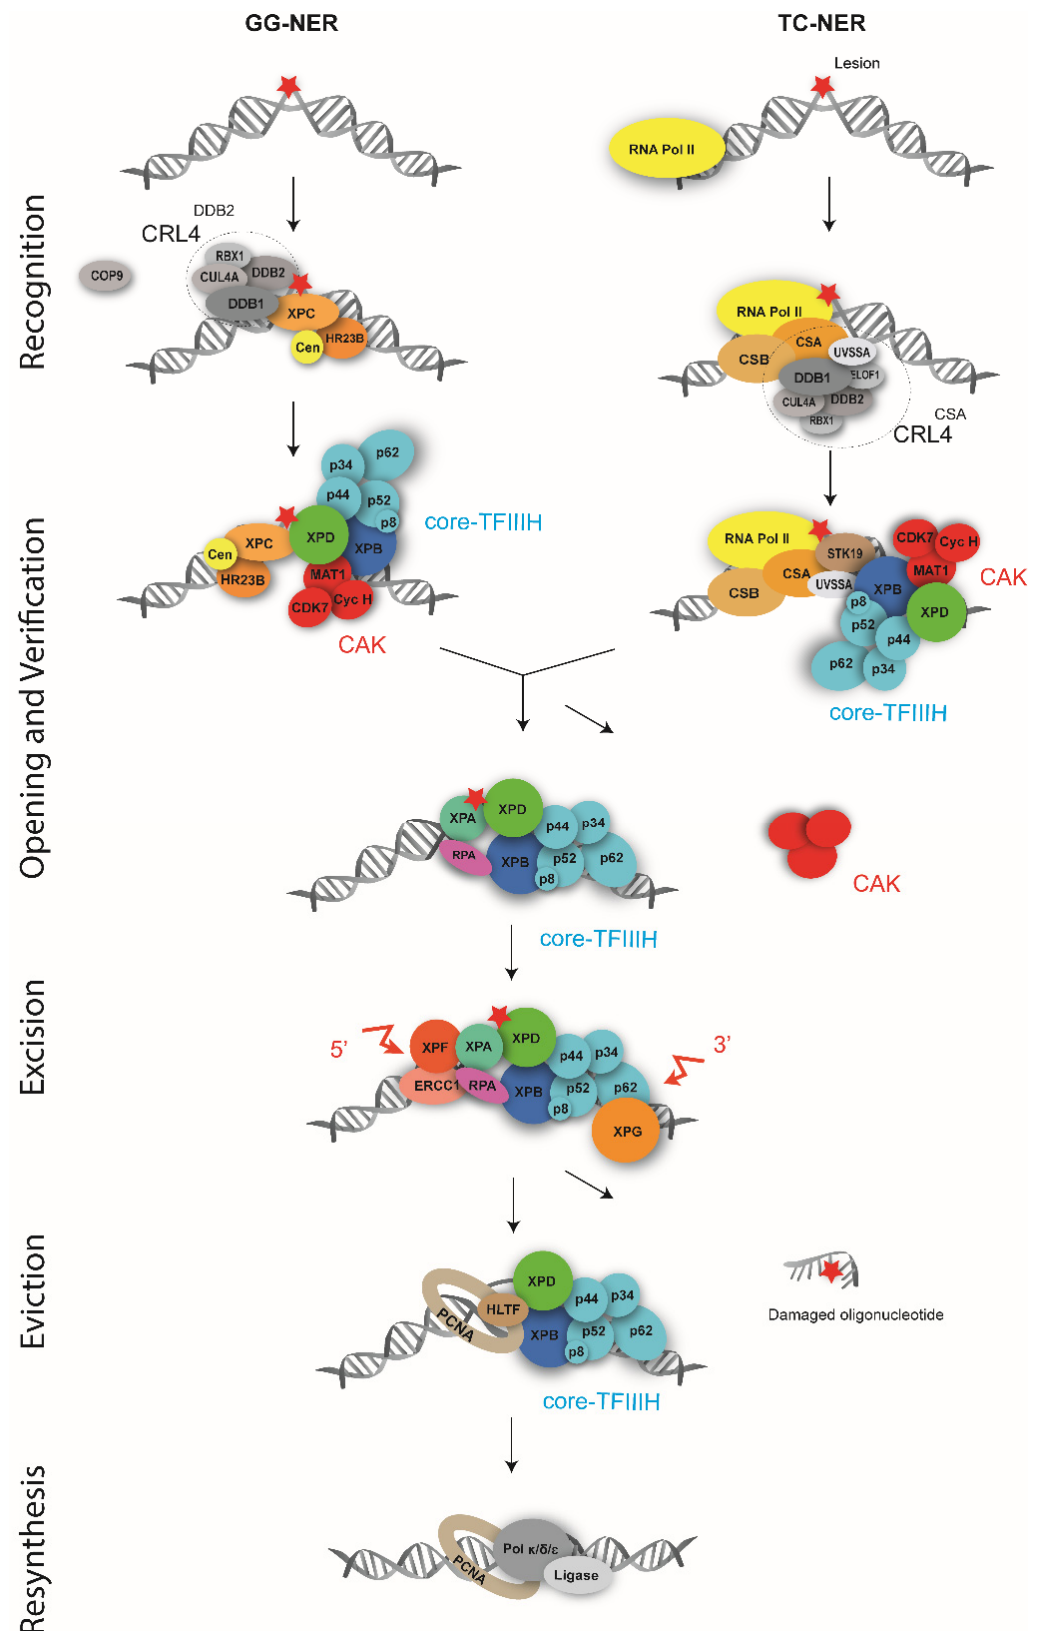 GG-NER
TC-NER
Lesion
RNA Pol II
Recognition
DDB2
CRL4
COP9
RBX1
CUL4A
DDB2
DDB1
XPC
HR23B
Cen
RNA Pol II
CSA
UVSSA
CSB
DDB1
ELOF1
CUL4A
DDB2
RBX1
CSA
CRL4
Opening and Verification
p62
p34
p44
p52
p8
core-TFIIIH
XPD
XPB
XPC
Cen
HR23B
MAT1
CDK7
Cyc H
CAK
RNA Pol II
STK19
CDK7
Cyc H
MAT1
CAK
CSA
UVSSA
XPB
CSB
p8
XPD
p52
p44
p62
p34
core-TFIIIH
XPA
XPD
p44
p34
RPA
XPB
p52
p62
p8
CAK
core-TFIIIH
Excision
5’
3’
XPF
XPA
XPD
p44
p34
ERCC1
RPA
XPB
p52
p62
p8
XPG
Eviction
XPD
p44
p34
HLTF
PCNA
XPB
p52
p62
p8
Damaged oligonucleotide
core-TFIIIH
Resynthesis
Pol κ/δ/ε
PCNA
Ligase